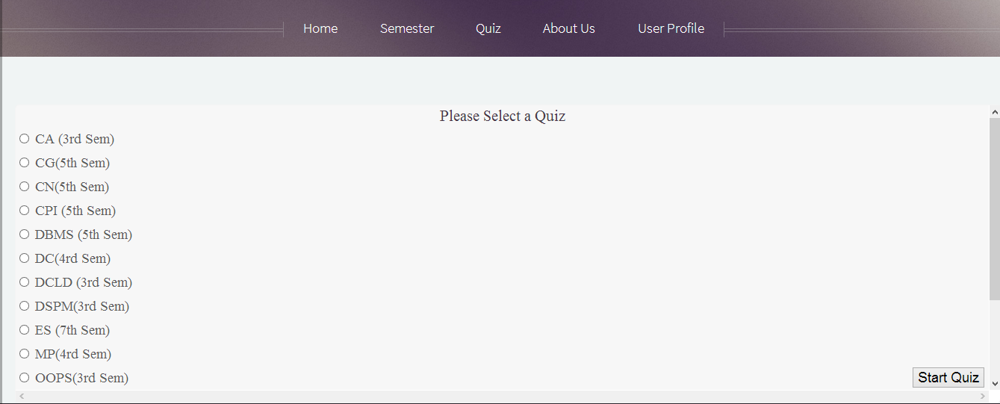 Home Semester Quiz About Us User Profile
Please Select a Quiz
CA (3rd Sem)
CG(5th Sem)
CN(5th Sem)
CPI (5th Sem)
DBMS (5th Sem)
DC(4rd Sem)
DCLD (3rd Sem)
DSPM(3rd Sem)
ES (7th Sem)
MP(4rd Sem)
OOPS(3rd Sem)
Start Quiz